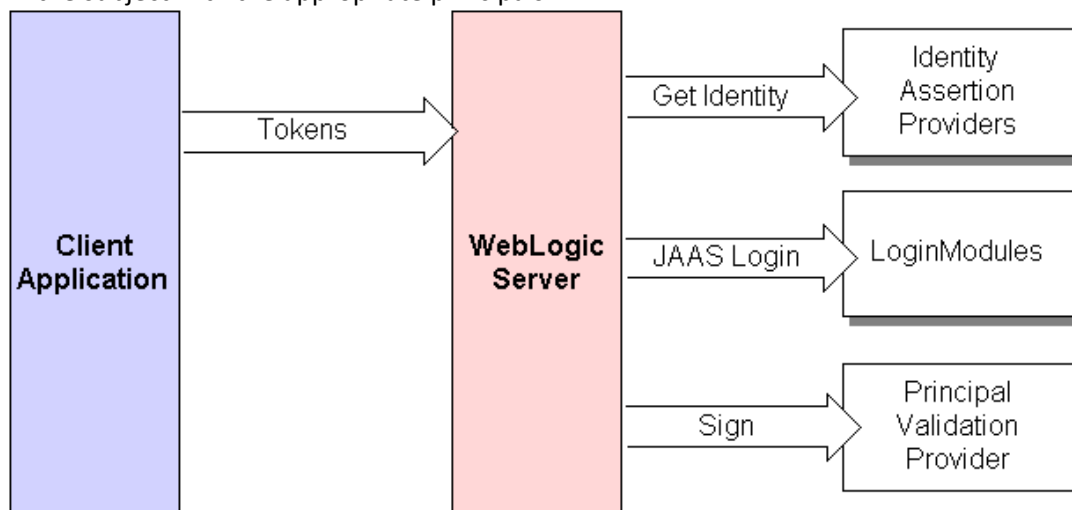 Client
Application
Tokens
WebLogic
Server
Get Identity
Identity
Assertion
Providers
JAAS Login
LoginModules
Sign
Principal
Validation
Provider